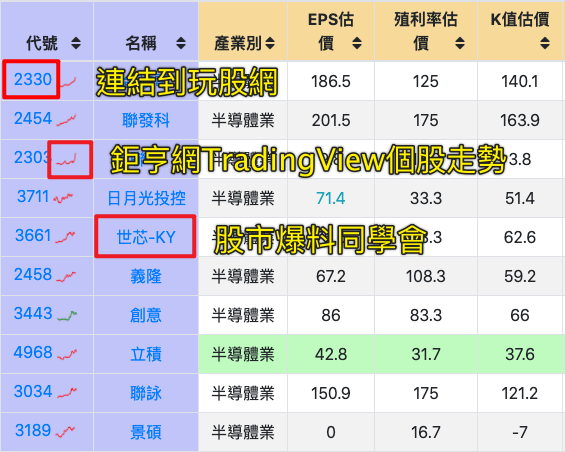 代號 名稱 產業別 EPS估價 殖利率估價 K值估價
2330 連結到玩股網 186.5 125 140.1
2454 聯發科 半導體業 201.5 175 163.9
2303 鉅亨網TradingView個股走勢 3.8
3711 日月光投控 半導體業 71.4 33.3 51.4
3661 世芯-KY 股市爆料同學會 .3 62.6
2458 義隆 半導體業 67.2 108.3 59.2
3443 創意 半導體業 86 83.3 66
4968 立積 半導體業 42.8 31.7 37.6
3034 聯詠 半導體業 150.9 175 121.2
3189 景碩 半導體業 0 16.7 -7